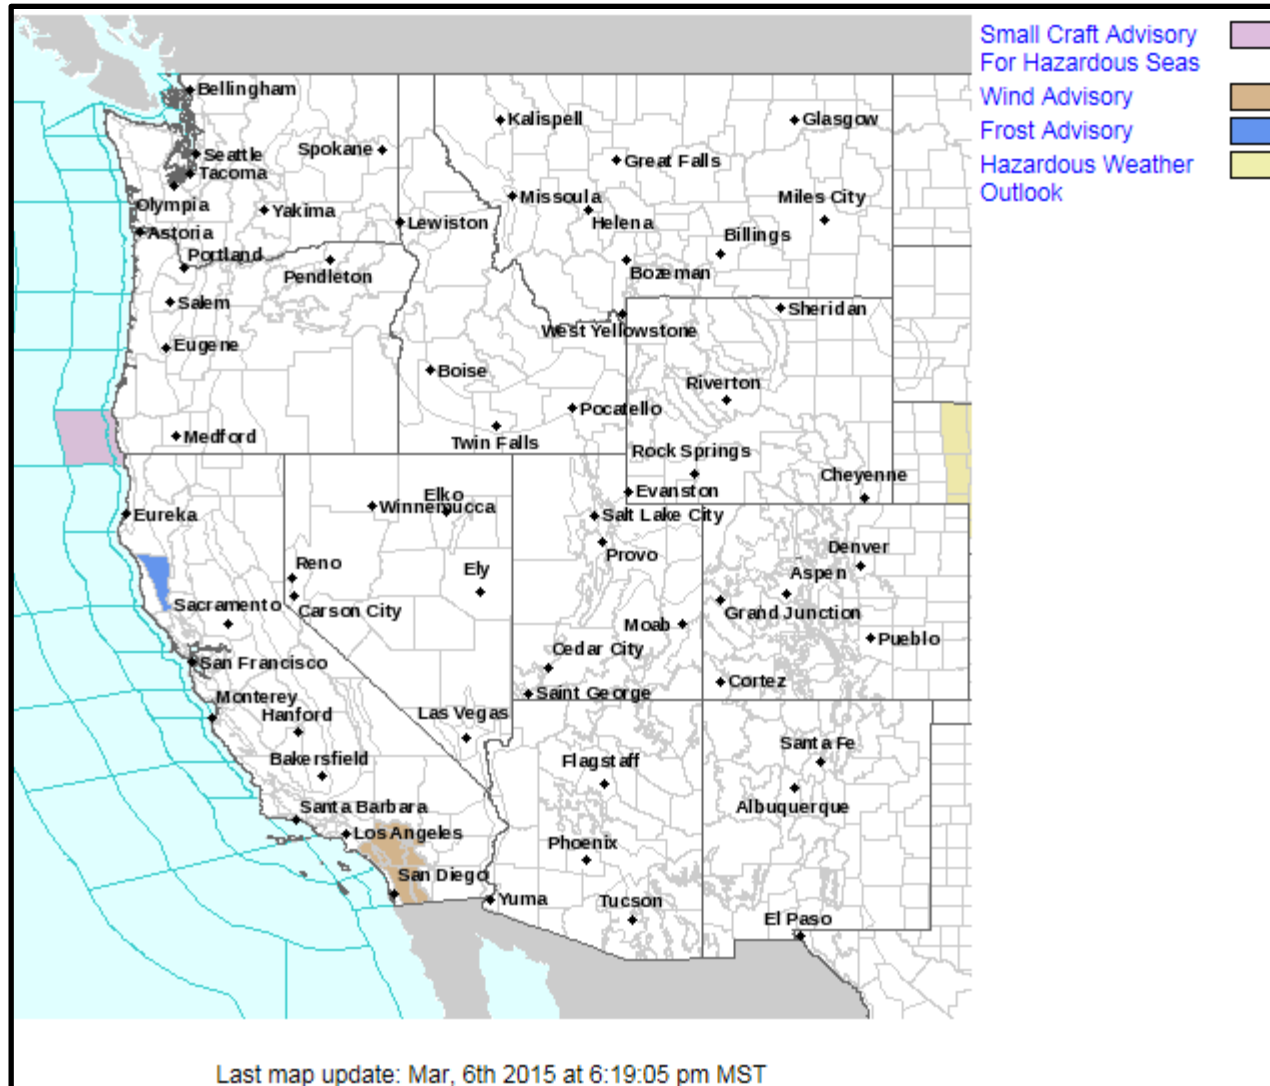 Small Craft Advisory
For Hazardous Seas
Wind Advisory
Frost Advisory
Hazardous Weather
Outlook
Bellingham
Kalispell
Glasgow
Seattle
Spokane
Great Falls
Tacoma
Olympia
Yakima
Missoula
Miles City
Astoria
Lewiston
Helena
Billings
Portland
Pendleton
Bozeman
Salem
Sheridan
West Yellowstone
Eugene
Boise
Riverton
Pocatello
Medford
Twin Falls
Rock Springs
Cheyenne
Elko
Evanston
Winnemucca
Eureka
Salt Lake City
Provo
Denver
Reno
Ely
Aspen
Sacramento
Carson City
Grand Junction
Moab
Pueblo
Cedar City
San Francisco
Cortez
Saint George
Monterey
Hanford
Las Vegas
Santa Fe
Bakersfield
Flagstaff
Santa Barbara
Albuquerque
Los Angeles
Phoenix
San Diego
Yuma
Tucson
El Paso
Last map update: Mar, 6th 2015 at 6:19:05 pm MST